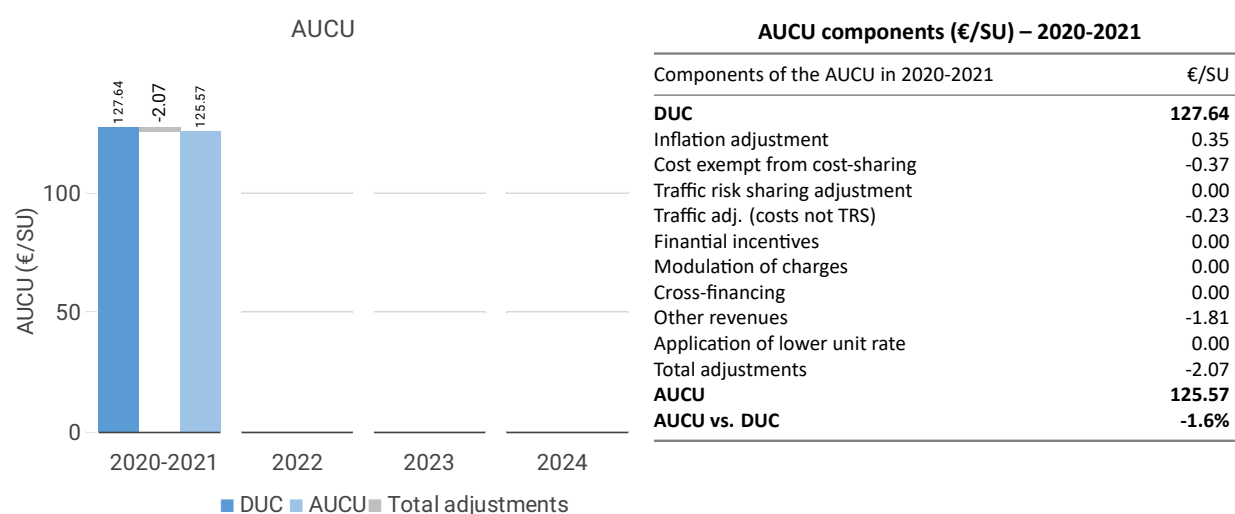 AUCU
127.64
-2.07
125.57
AUCU (€/SU)
100
50
0
2020-2021
2022
2023
2024
DUC AUCU Total adjustments
AUCU components (€/SU) – 2020-2021
Components of the AUCU in 2020-2021 €/SU
DUC 127.64
Inflation adjustment 0.35
Cost exempt from cost-sharing -0.37
Traffic risk sharing adjustment 0.00
Traffic adj. (costs not TRS) -0.23
Finantial incentives 0.00
Modulation of charges 0.00
Cross-financing 0.00
Other revenues -1.81
Application of lower unit rate 0.00
Total adjustments -2.07
AUCU 125.57
AUCU vs. DUC -1.6%